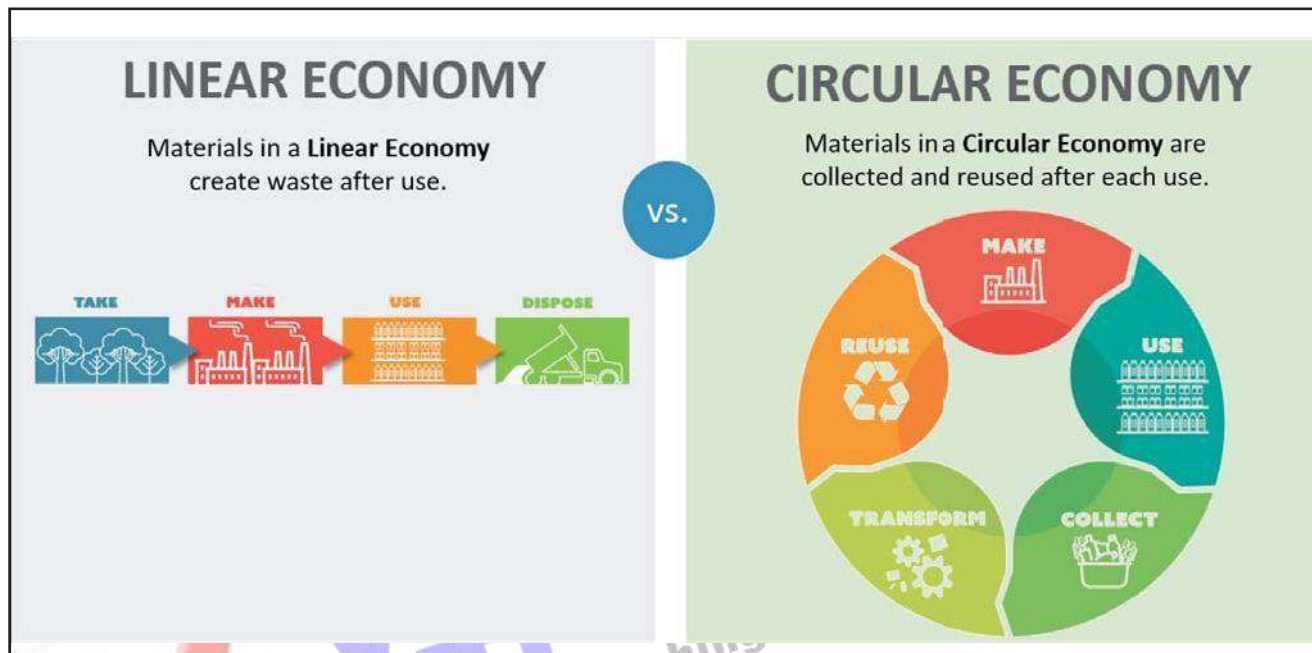 LINEAR ECONOMY
Materials in a Linear Economy
create waste after use.
TAKE
MAKE
USE
DISPOSE
vs.
CIRCULAR ECONOMY
Materials in a Circular Economy are
collected and reused after each use.
MAKE
USE
COLLECT
TRANSFORM
REUSE